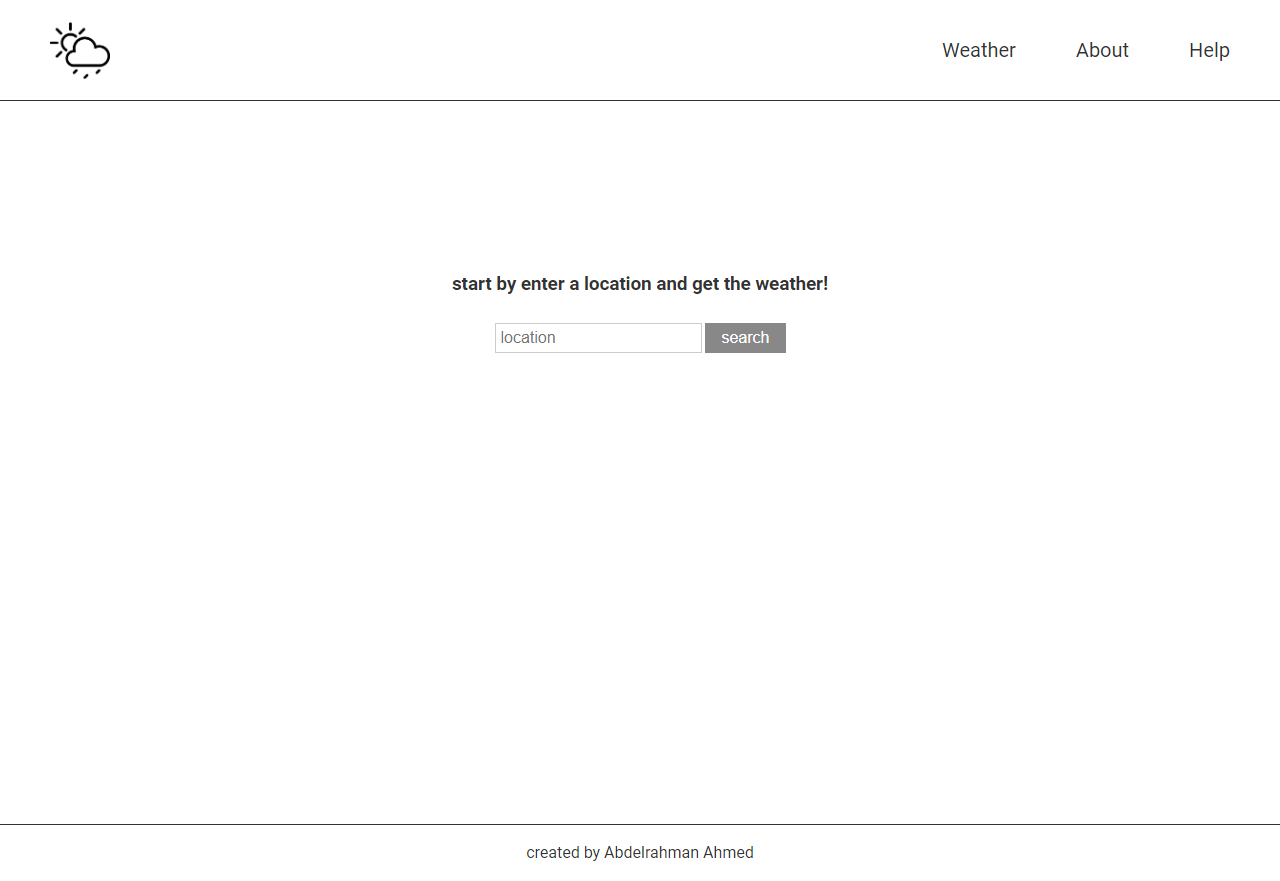 Weather
About
Help
start by enter a location and get the weather!
location
search
created by Abdelrahman Ahmed